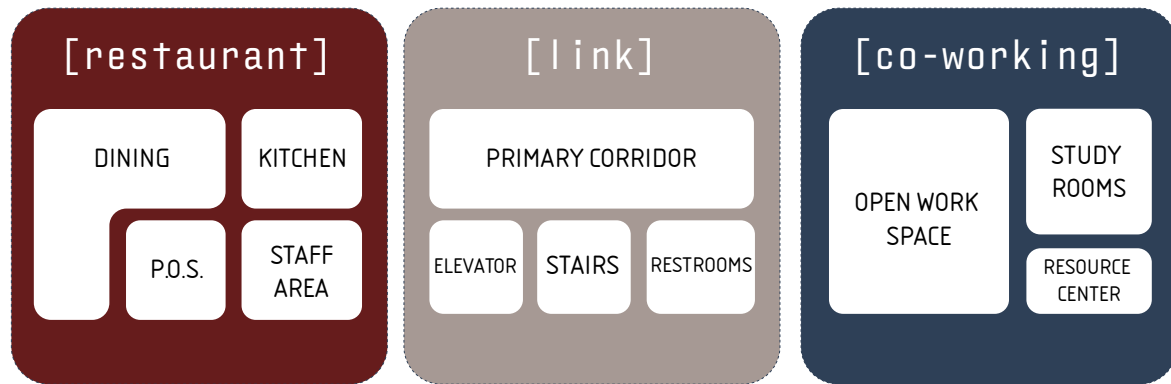 [restaurant]
DINING
KITCHEN
P.O.S.
STAFF
AREA
[link]
PRIMARY CORRIDOR
ELEVATOR
STAIRS
RESTROOMS
[co-working]
OPEN WORK
SPACE
STUDY
ROOMS
RESOURCE
CENTER